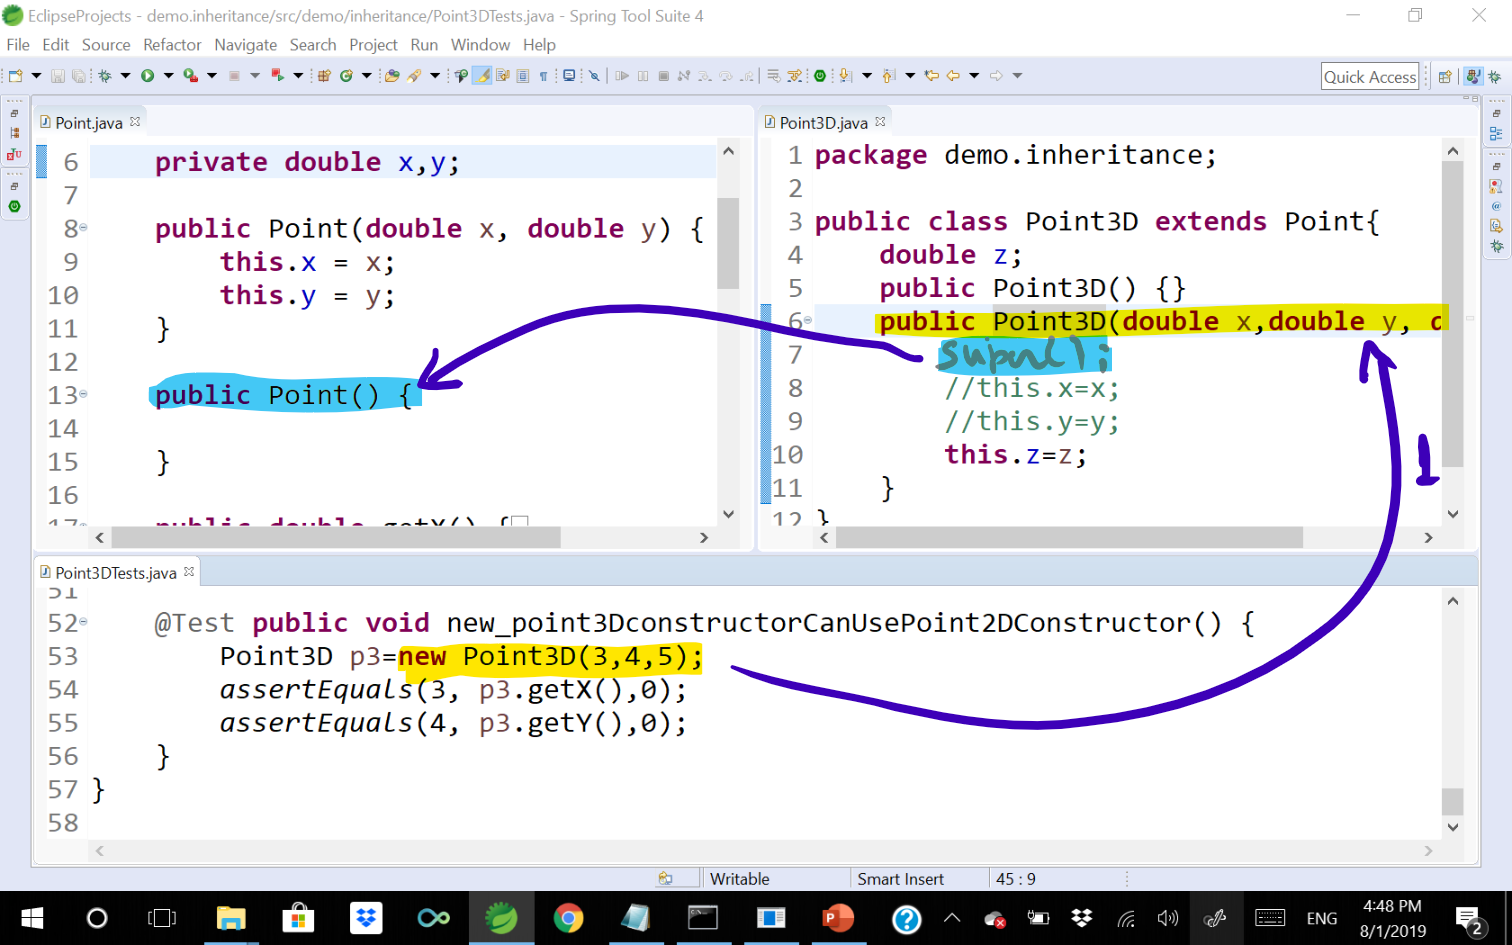 EclipseProjects - demo.inheritance/src/demo/inheritance/Point3DTests.java - Spring Tool Suite 4
File Edit Source Refactor Navigate Search Project Run Window Help
Quick Access
Point.java
6 private double x,y;
7
8 public Point(double x, double y) {
9 this.x = x;
10 this.y = y;
11 }
12
13 public Point() {
14
15 }
16
17 public double getX() {
Point3D.java
1 package demo.inheritance;
2
3 public class Point3D extends Point{
4 double z;
5 public Point3D() {}
6 public Point3D(double x,double y, d
7 super();
8 //this.x=x;
9 //this.y=y;
10 this.z=z;
11 }
12 }
1
Point3DTests.java
51
52 @Test public void new_point3DconstructorCanUsePoint2DConstructor() {
53 Point3D p3=new Point3D(3,4,5);
54 assertEquals(3, p3.getX(),0);
55 assertEquals(4, p3.getY(),0);
56 }
57 }
58
Writable Smart Insert 45 : 9
ENG
4:48 PM
8/1/2019
2